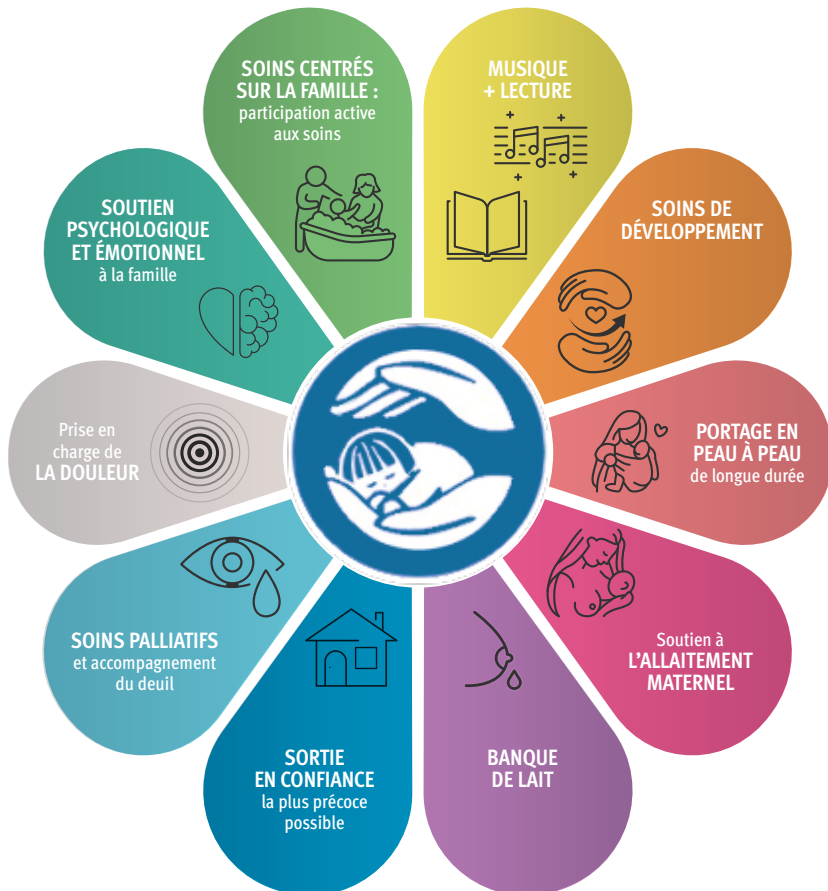 SOINS CENTRÉS
SUR LA FAMILLE :
participation active
aux soins
MUSIQUE
+ LECTURE
SOINS DE
DÉVELOPPEMENT
PORTAGE EN
PEAU À PEAU
de longue durée
Soutien à
L’ALLAITEMENT
MATERNEL
BANQUE
DE LAIT
SORTIE
EN CONFIANCE
la plus précoce
possible
SOINS PALLIATIFS
et accompagnement
du deuil
Prise en
charge de
LA DOULEUR
SOUTIEN
PSYCHOLOGIQUE
ET ÉMOTIONNEL
à la famille